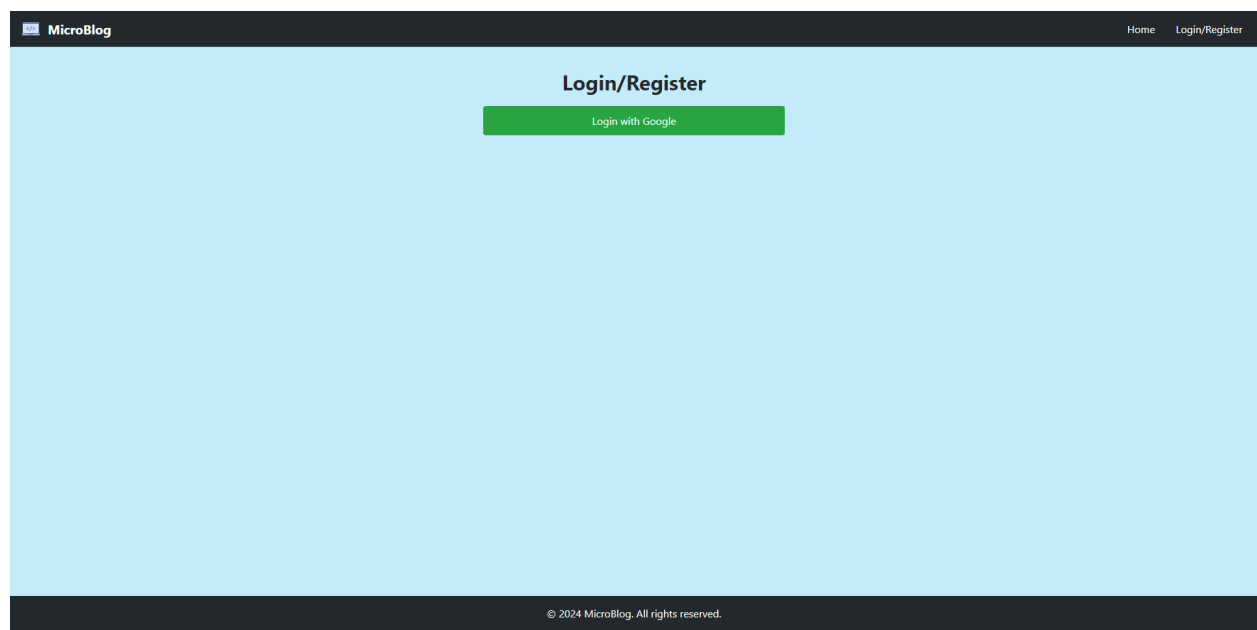 MicroBlog
Home Login/Register
Login/Register
Login with Google
© 2024 MicroBlog. All rights reserved.